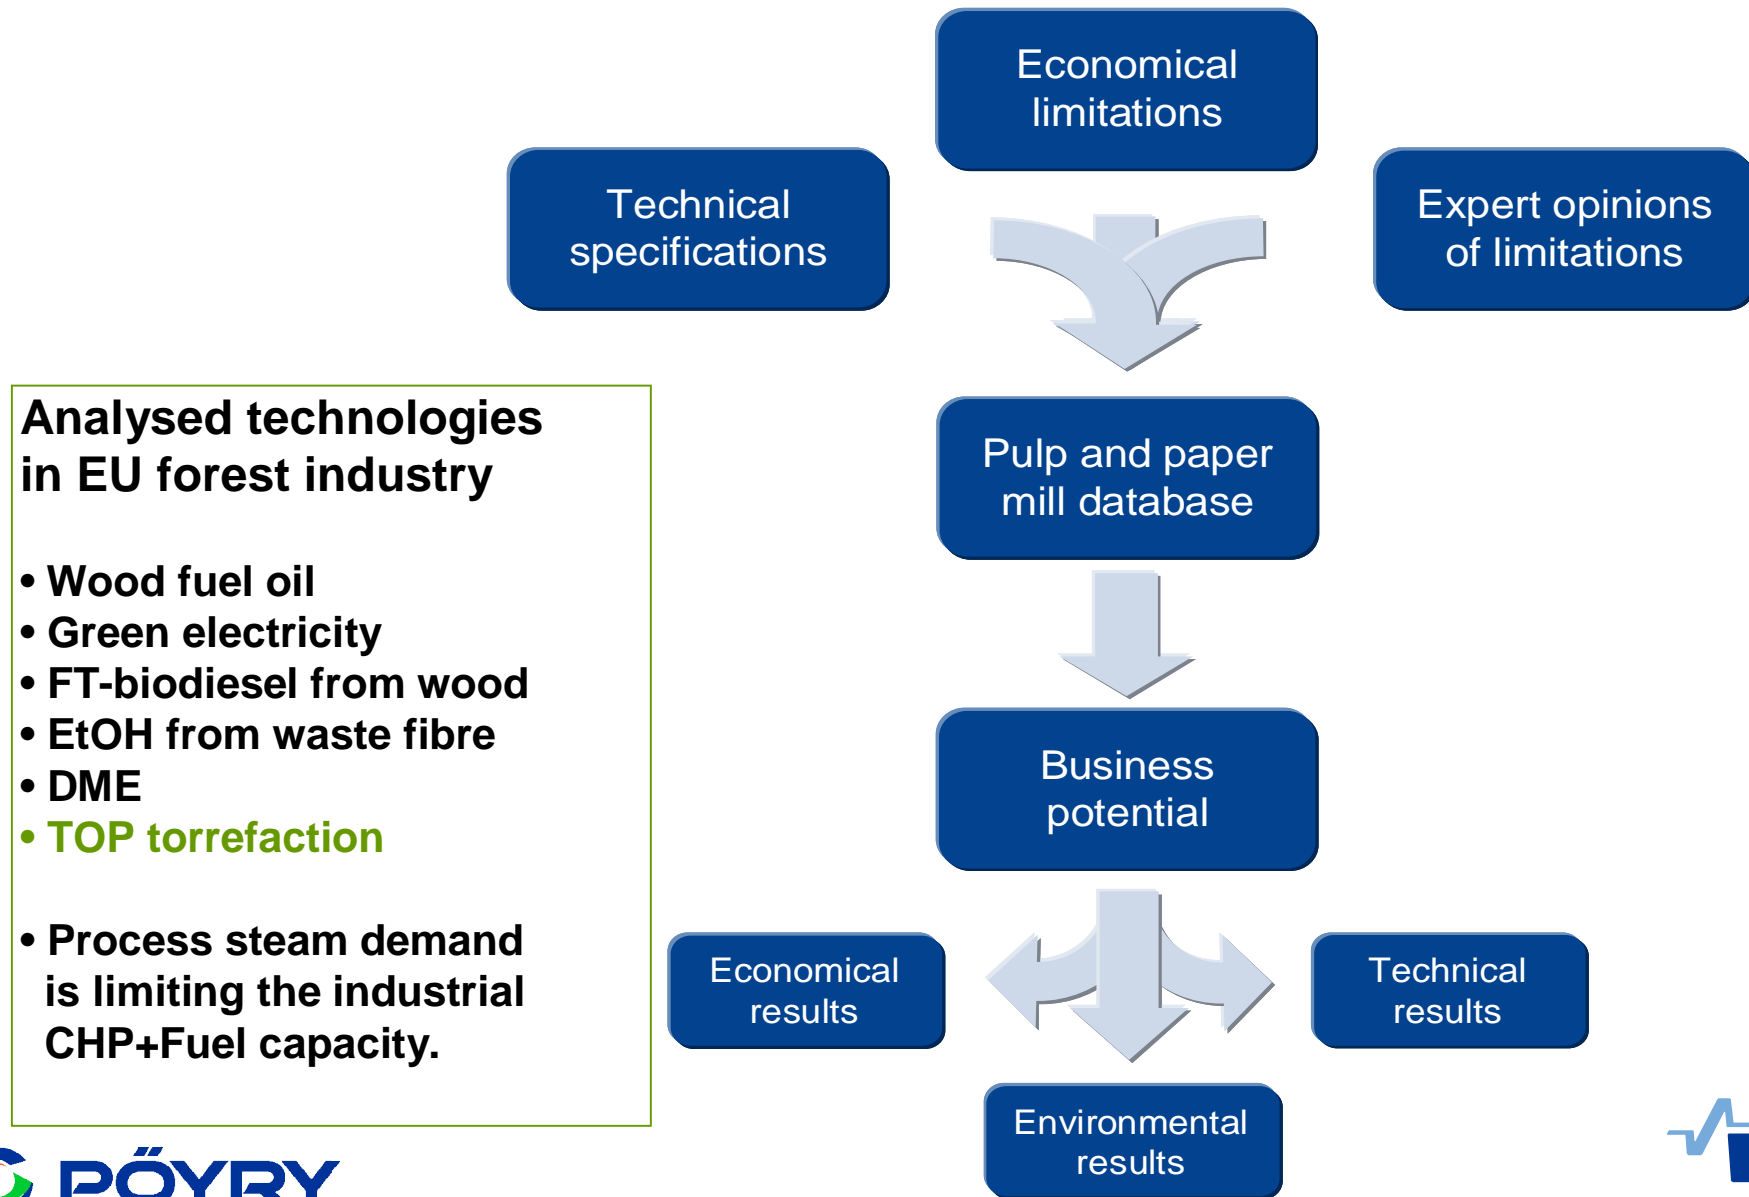 Economical
limitations
Technical
specifications
Expert opinions
of limitations
Analysed technologies
in EU forest industry
• Wood fuel oil
• Green electricity
• FT-biodiesel from wood
• EtOH from waste fibre
• DME
• TOP torrefaction
• Process steam demand
is limiting the industrial
CHP+Fuel capacity.
Pulp and paper
mill database
Business
potential
Economical
results
Technical
results
Environmental
results
PÖYRY